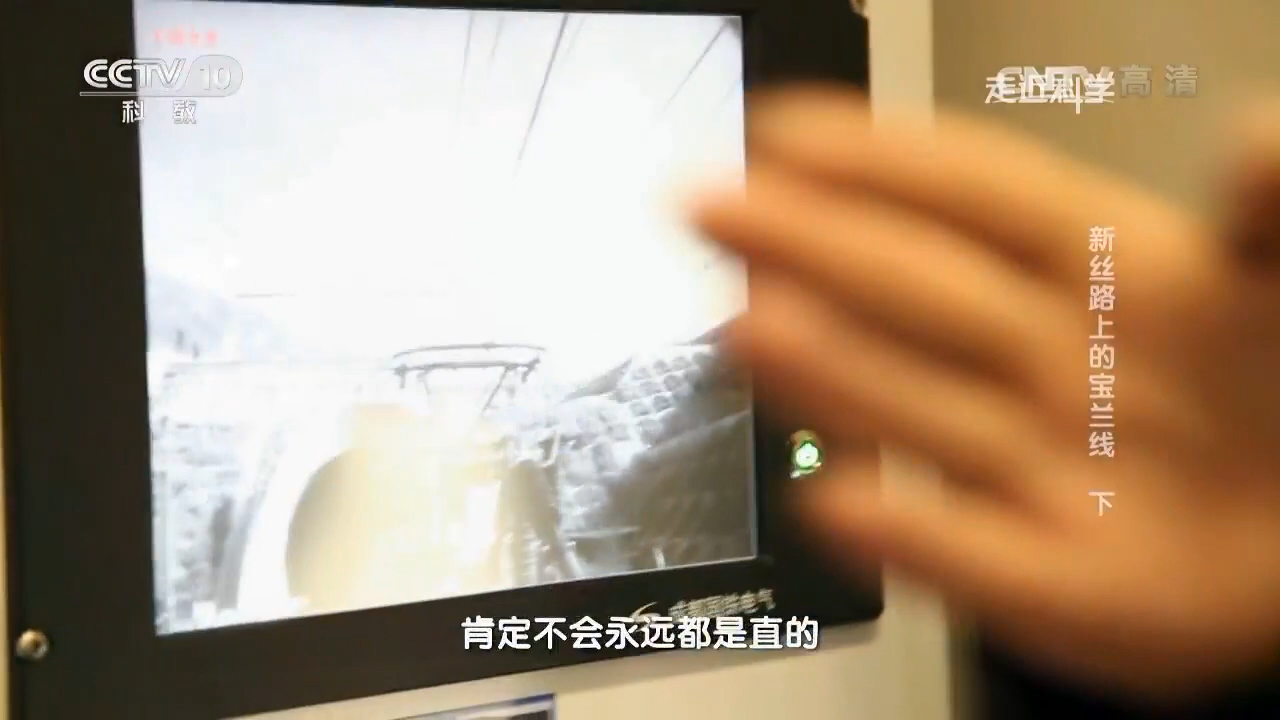 CCTV 10
科教
走近科学
高清
新丝路上的宝兰线 下
肯定不会永远都是直的